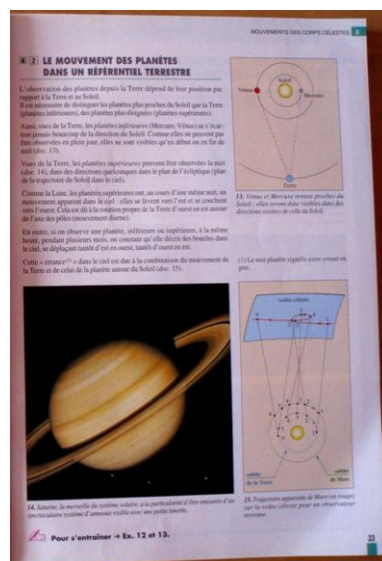 MOUVEMENTS DES CORPS CÉLESTES 2
2 LE MOUVEMENT DES PLANÈTES
DANS UN RÉFÉRENTIEL TERRESTRE
L'observation des planètes depuis la Terre dépend de leur position par
rapport à la Terre et au Soleil.
Il est nécessaire de distinguer les planètes plus proches du Soleil que la Terre
(planètes inférieures), des planètes plus éloignées (planètes supérieures).
Ainsi, vues de la Terre, les planètes inférieures (Mercure, Vénus) ne s'écar-
tent jamais beaucoup de la direction du Soleil. Comme elles ne peuvent pas
être observées en plein jour, elles ne sont visibles qu'en début ou en fin de
nuit (doc. 13).
Vues de la Terre, les planètes supérieures peuvent être observées la nuit
(doc. 14), dans des directions quelconques dans le plan de l'écliptique (plan
de la trajectoire du Soleil dans le ciel).
Comme la Lune, les planètes supérieures ont, au cours d'une même nuit, un
mouvement apparent dans le ciel : elles se lèvent vers l'est et se couchent
vers l'ouest. Cela est dû à la rotation propre de la Terre d'ouest en est autour
de l'axe des pôles (mouvement diurne).
En outre, si on observe une planète, inférieure ou supérieure, à la même
heure, pendant plusieurs mois, on constate qu'elle décrit des boucles dans
le ciel, se déplaçant tantôt d'est en ouest, tantôt d'ouest en est.
Cette « errance(1) » dans le ciel est due à la combinaison du mouvement de
la Terre et de celui de la planète autour du Soleil (doc. 15).
Soleil
Vénus
Mercure
Terre
13. Vénus et Mercure restent proches du
Soleil : elles seront donc visibles dans des
directions voisines de celle du Soleil.
(1) Le mot planète signifie astre errant en
grec.
voûte céleste
orbite
de la Terre
orbite
de Mars
14. Saturne, la merveille du système solaire, a la particularité d'être entourée d'un
spectaculaire système d'anneaux visible avec une petite lunette.
15. Trajectoire apparente de Mars (en rouge)
sur la voûte céleste pour un observateur
terrestre.
Pour s'entraîner → Ex. 12 et 13.
33